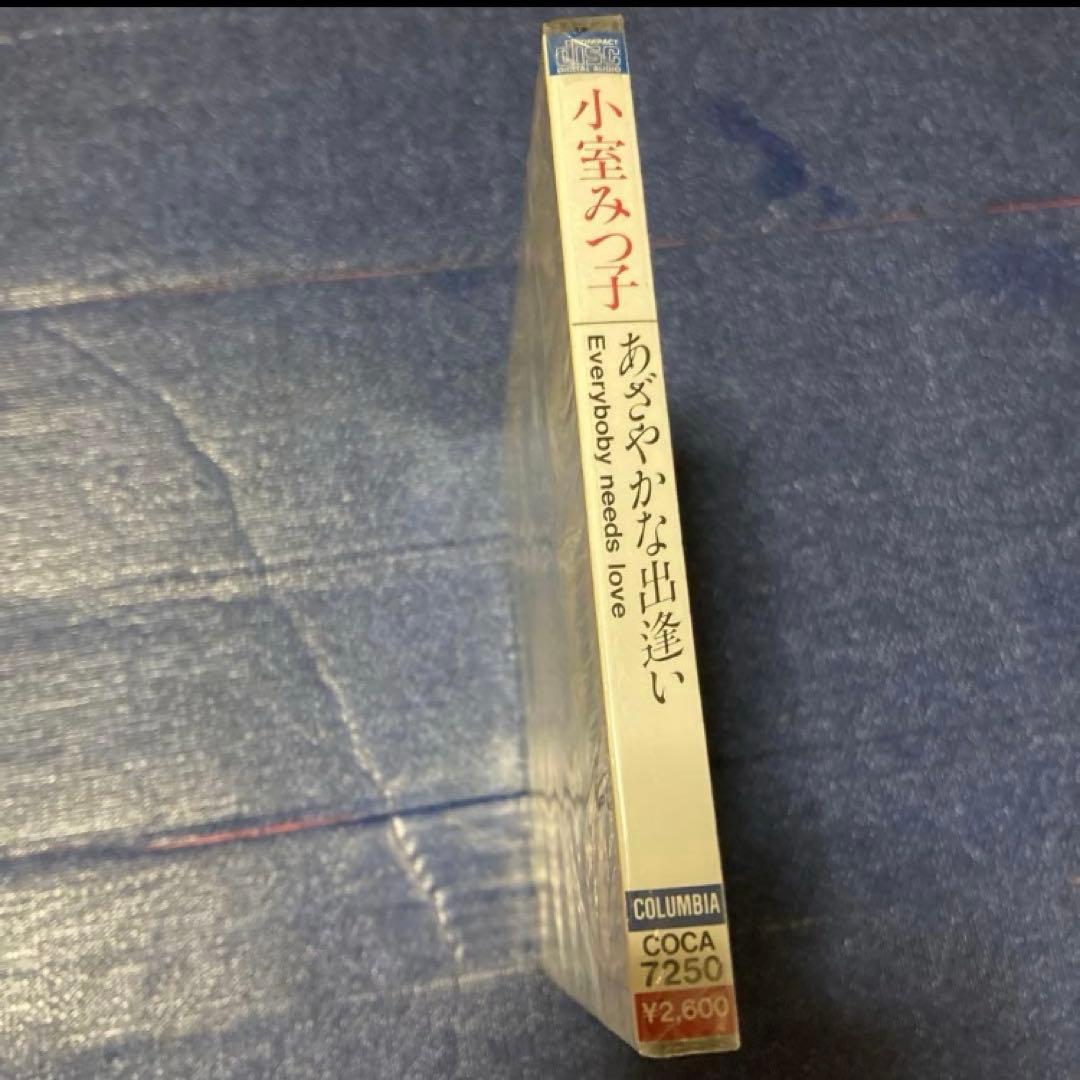 COMPACT
disc
DIGITAL AUDIO
小室みつ子
あざやかな出逢い
Everyboby needs love
COLUMBIA
COCA
7250
¥2,600